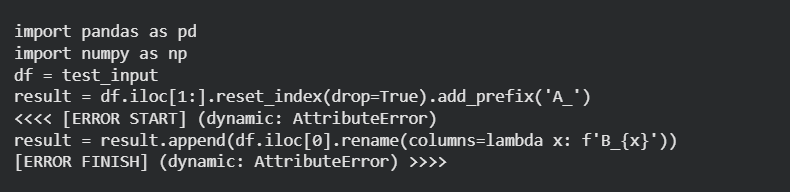 import pandas as pd
import numpy as np
df = test_input
result = df.iloc[1:].reset_index(drop=True).add_prefix('A_')
<<<< [ERROR START] (dynamic: AttributeError)
result = result.append(df.iloc[0].rename(columns=lambda x: f'B_{x}'))
[ERROR FINISH] (dynamic: AttributeError) >>>>